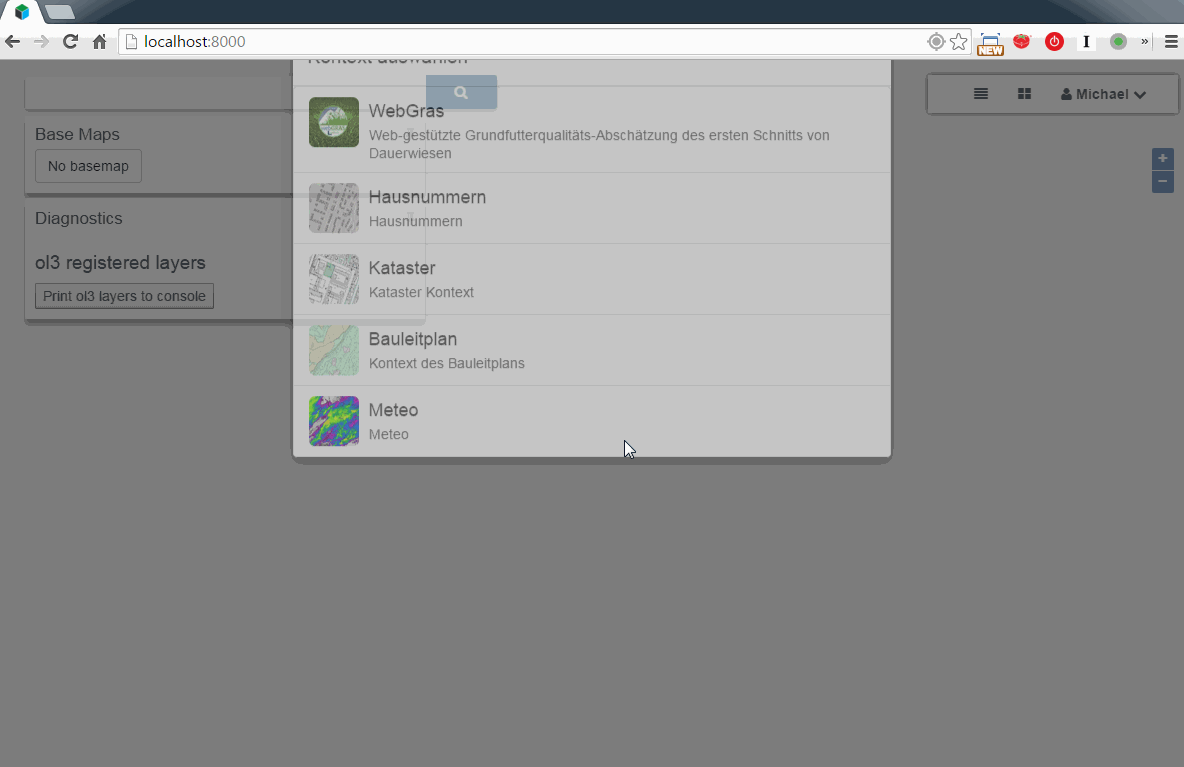 localhost:8000
NEW
I
»
Kontext auswählen
WebGras
Web-gestützte Grundfutterqualitäts-Abschätzung des ersten Schnitts von
Dauerwiesen
Hausnummern
Hausnummern
Kataster
Kataster Kontext
Bauleitplan
Kontext des Bauleitplans
Meteo
Meteo
Base Maps
No basemap
Diagnostics
ol3 registered layers
Print ol3 layers to console
Michael
+
−